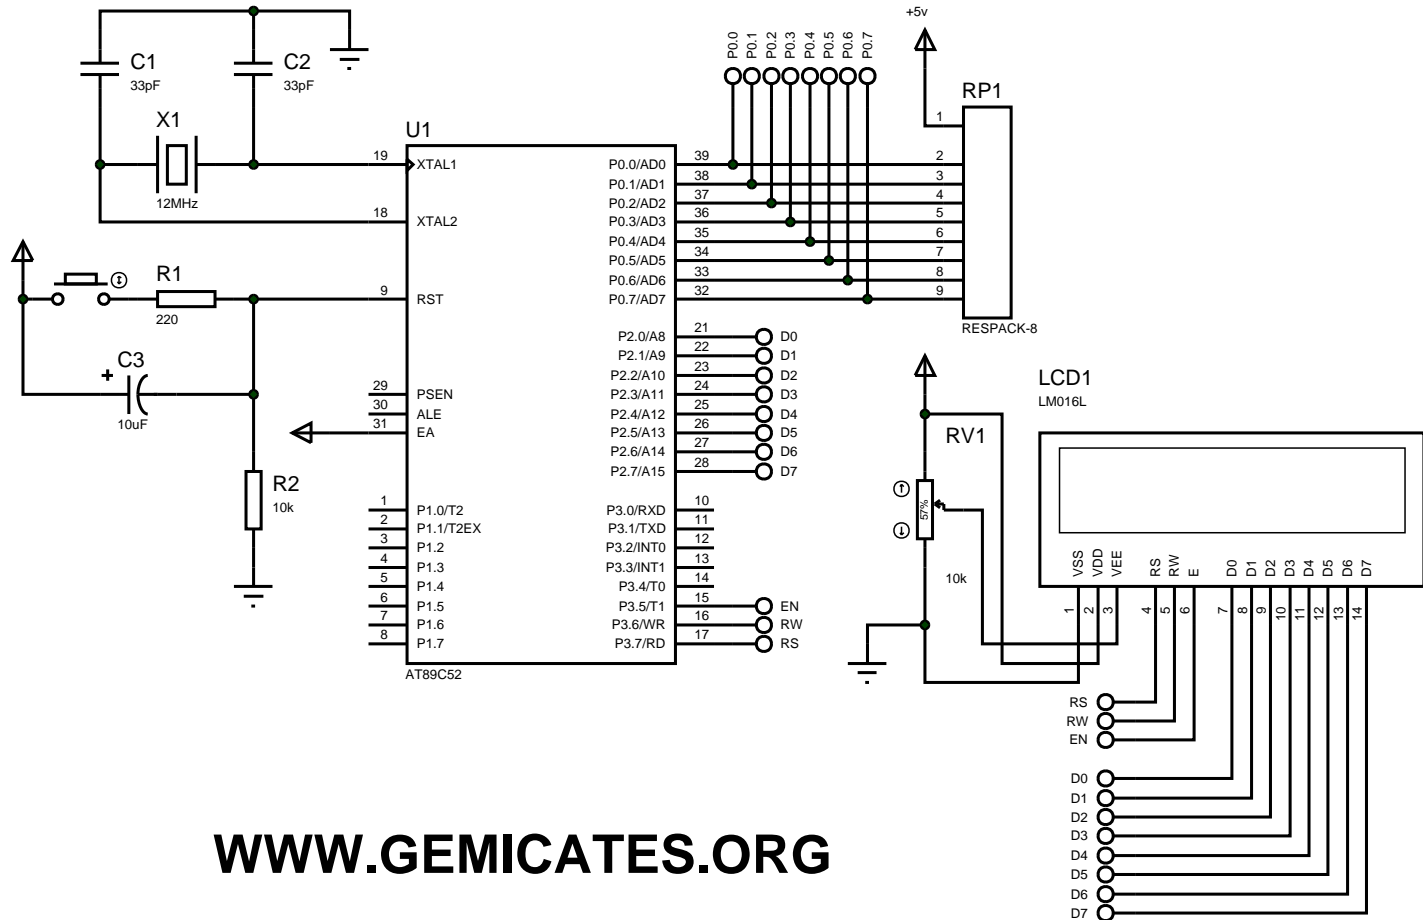 +5v
P0.0
P0.1
P0.2
P0.3
P0.4
P0.5
P0.6
P0.7
C1
33pF
C2
33pF
X1
12MHz
RP1
1
2
3
4
5
6
7
8
9
RESPACK-8
U1
19 XTAL1
18 XTAL2
9 RST
29 PSEN
30 ALE
31 EA
1 P1.0/T2
2 P1.1/T2EX
3 P1.2
4 P1.3
5 P1.4
6 P1.5
7 P1.6
8 P1.7
P0.0/AD0 39
P0.1/AD1 38
P0.2/AD2 37
P0.3/AD3 36
P0.4/AD4 35
P0.5/AD5 34
P0.6/AD6 33
P0.7/AD7 32
P2.0/A8 21 D0
P2.1/A9 22 D1
P2.2/A10 23 D2
P2.3/A11 24 D3
P2.4/A12 25 D4
P2.5/A13 26 D5
P2.6/A14 27 D6
P2.7/A15 28 D7
P3.0/RXD 10
P3.1/TXD 11
P3.2/INT0 12
P3.3/INT1 13
P3.4/T0 14
P3.5/T1 15 EN
P3.6/WR 16 RW
P3.7/RD 17 RS
AT89C52
R1
220
C3
+
10uF
R2
10k
RV1
57%
10k
LCD1
LM016L
VSS 1
VDD 2
VEE 3
RS 4
RW 5
E 6
D0 7
D1 8
D2 9
D3 10
D4 11
D5 12
D6 13
D7 14
RS
RW
EN
D0
D1
D2
D3
D4
D5
D6
D7
WWW.GEMICATES.ORG